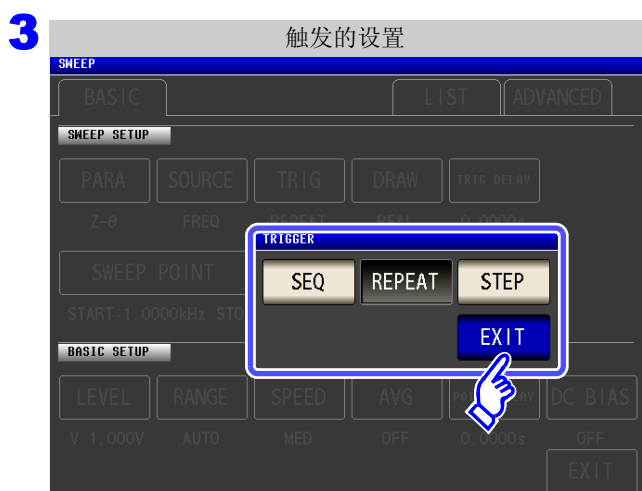 3
触发的设置
SWEEP
BASIC LIST ADVANCED
SWEEP SETUP
PARA SOURCE TRIG DRAW TRIG DELAY
Z-θ FREQ REPEAT REAL 0.0000s
TRIGGER
SWEEP POINT SEQ REPEAT STEP
START:1.0000kHz STO
EXIT
BASIC SETUP
LEVEL RANGE SPEED AVG DC BIAS
V 1.000V AUTO MED OFF 0.0000s OFF
EXIT